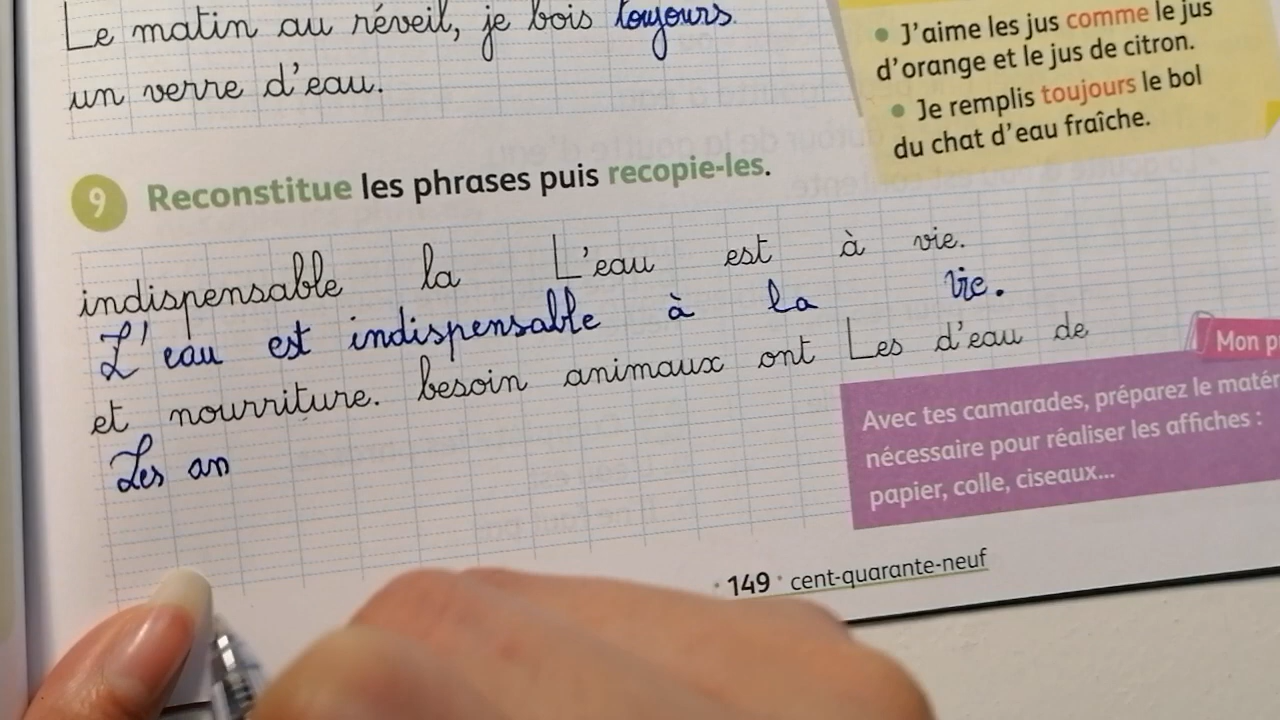 Le matin au réveil, je bois toujours
un verre d'eau.
• J'aime les jus comme le jus
d'orange et le jus de citron.
• Je remplis toujours le bol
du chat d'eau fraîche.
9 Reconstitue les phrases puis recopie-les.
indispensable la L'eau est à vie.
L'eau est indispensable à la vie.
et nourriture. besoin animaux ont Les d'eau de
Les an
Mon p
Avec tes camarades, préparez le matér
nécessaire pour réaliser les affiches :
papier, colle, ciseaux...
149 cent-quarante-neuf